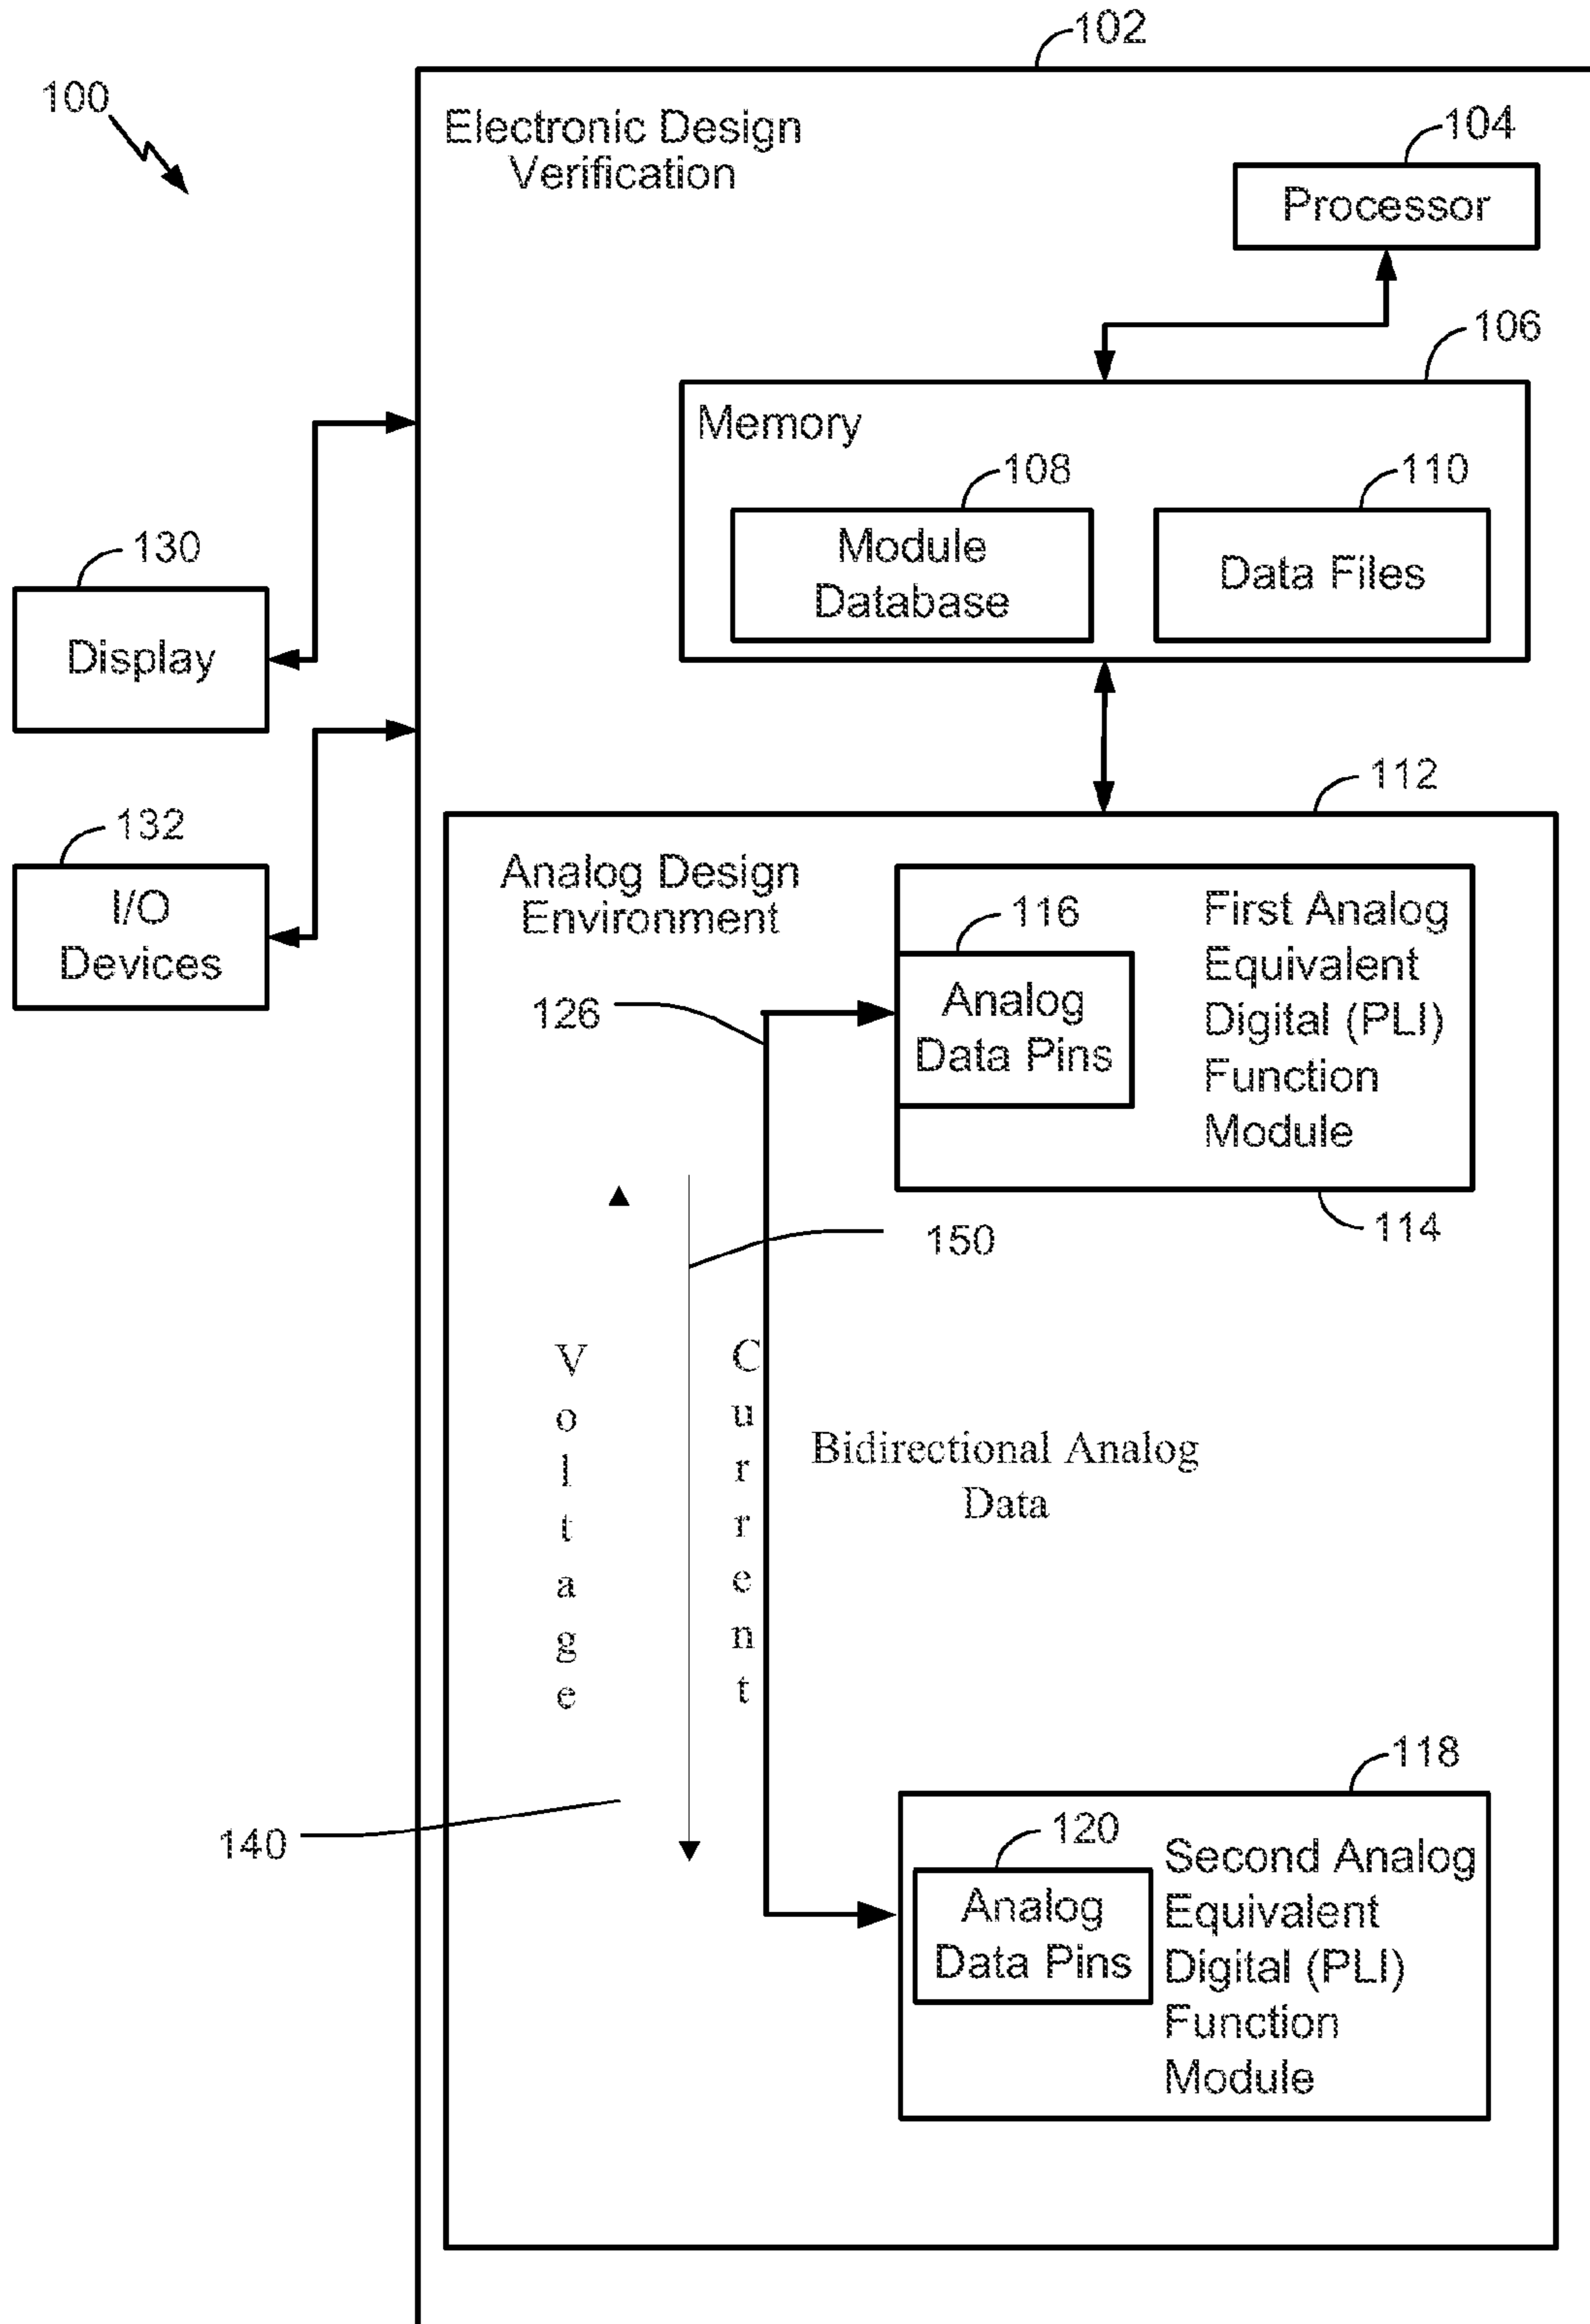 102
100
Electronic Design
Verification
104
Processor
106
Memory
108
110
Module
Database
Data Files
130
Display
112
132
I/O
Devices
Analog Design
Environment
116
Analog
Data Pins
First Analog
Equivalent
Digital (PLI)
Function
Module
126
114
150
Voltage
Current
Bidirectional Analog
Data
118
140
120
Analog
Data Pins
Second Analog
Equivalent
Digital (PLI)
Function
Module